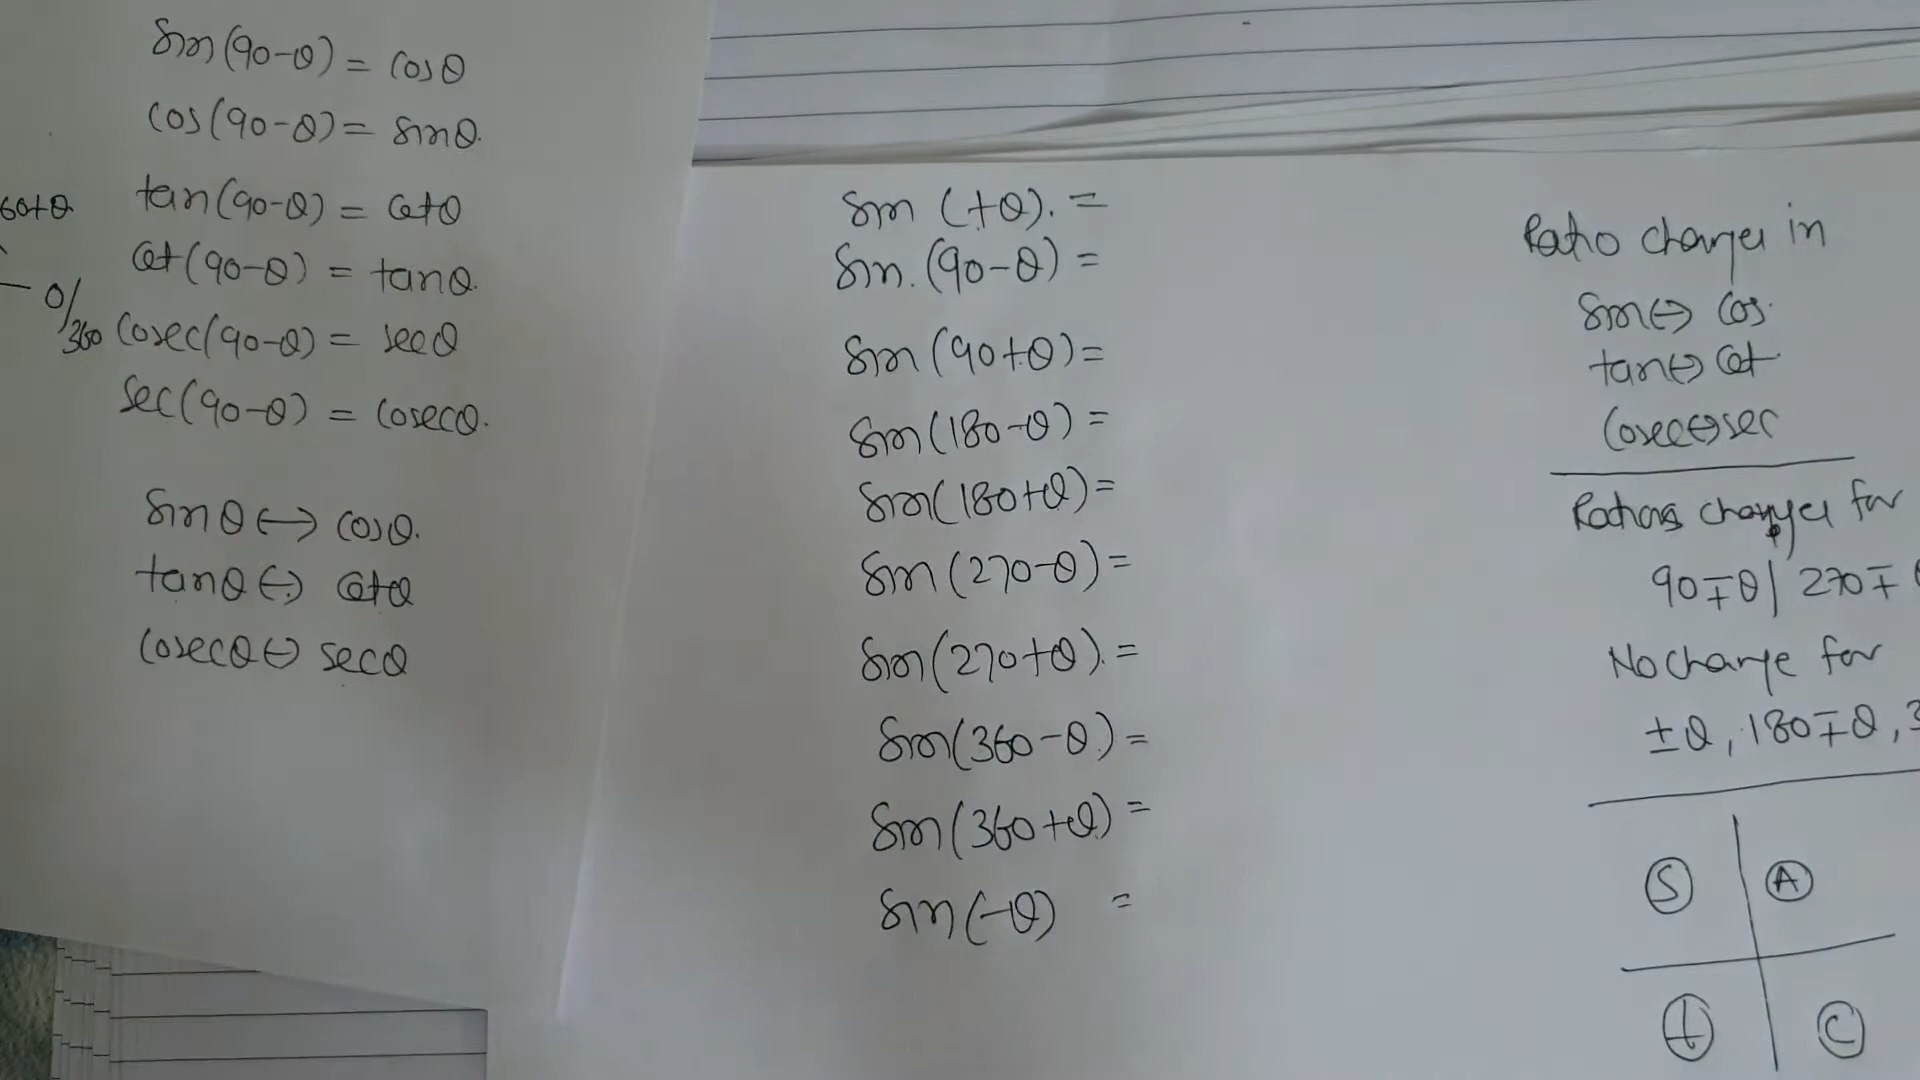 sin(90-θ) = cosθ
cos(90-θ) = sinθ.
tan(90-θ) = cotθ
60+θ
cot(90-θ) = tanθ.
0/360
cosec(90-θ) = secθ
sec(90-θ) = cosecθ.
sinθ ↔ cosθ.
tanθ ↔ cotθ
cosecθ ↔ secθ
sin (+θ). =
sin. (90-θ) =
sin (90+θ) =
sin(180-θ) =
sin(180+θ) =
sin (270-θ) =
sin(270+θ). =
sin(360-θ) =
sin(360+θ) =
sin(-θ) =
Ratio changes in
sin ↔ cos.
tan ↔ cot
cosec ↔ sec
changes for
90∓θ | 270∓
No change for
±θ, 180∓θ, 3
S A
t C